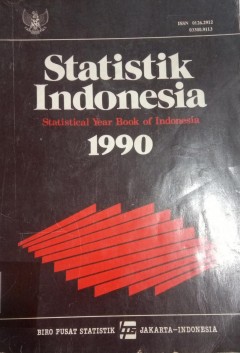 Statistik
Indonesia
Statistical Year Book of Indonesia
1990
BIRO PUSAT STATISTIK
JAKARTA-INDONESIA